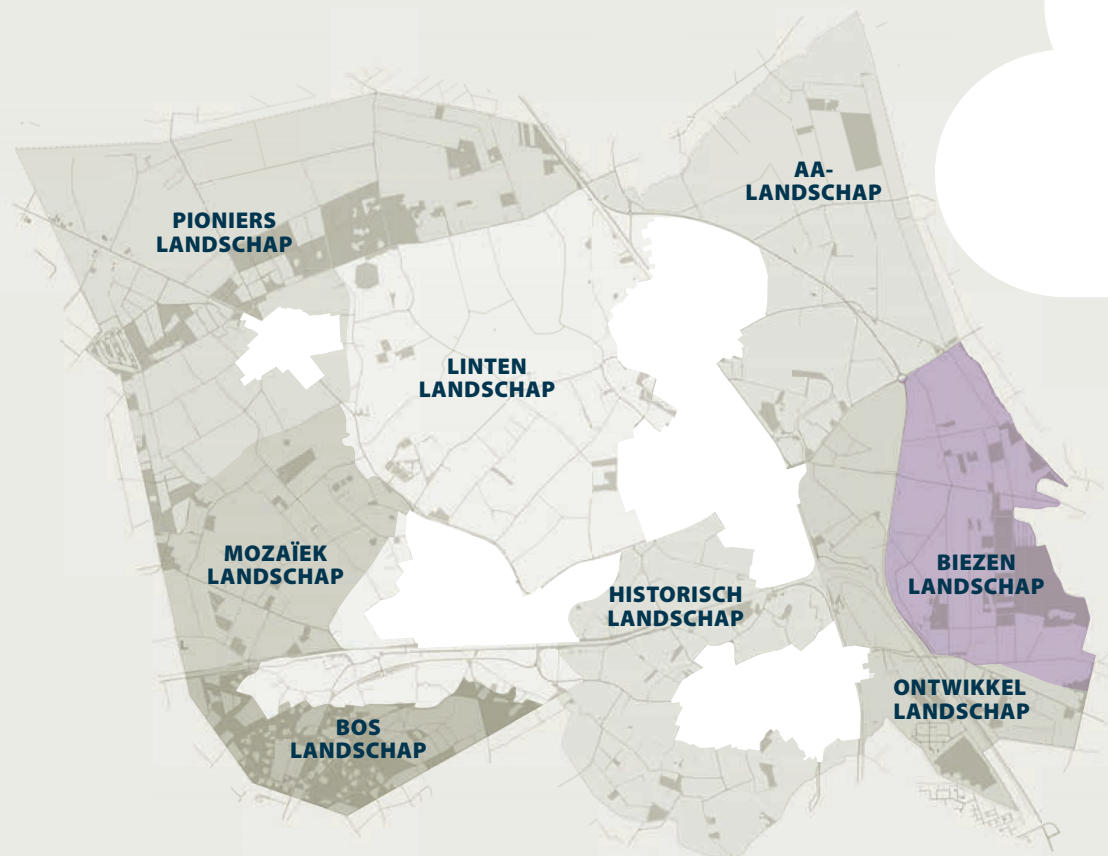 AA-
LANDSCHAP
PIONIERS
LANDSCHAP
LINTEN
LANDSCHAP
MOZAÏEK
LANDSCHAP
BIEZEN
LANDSCHAP
HISTORISCH
LANDSCHAP
ONTWIKKEL
LANDSCHAP
BOS
LANDSCHAP